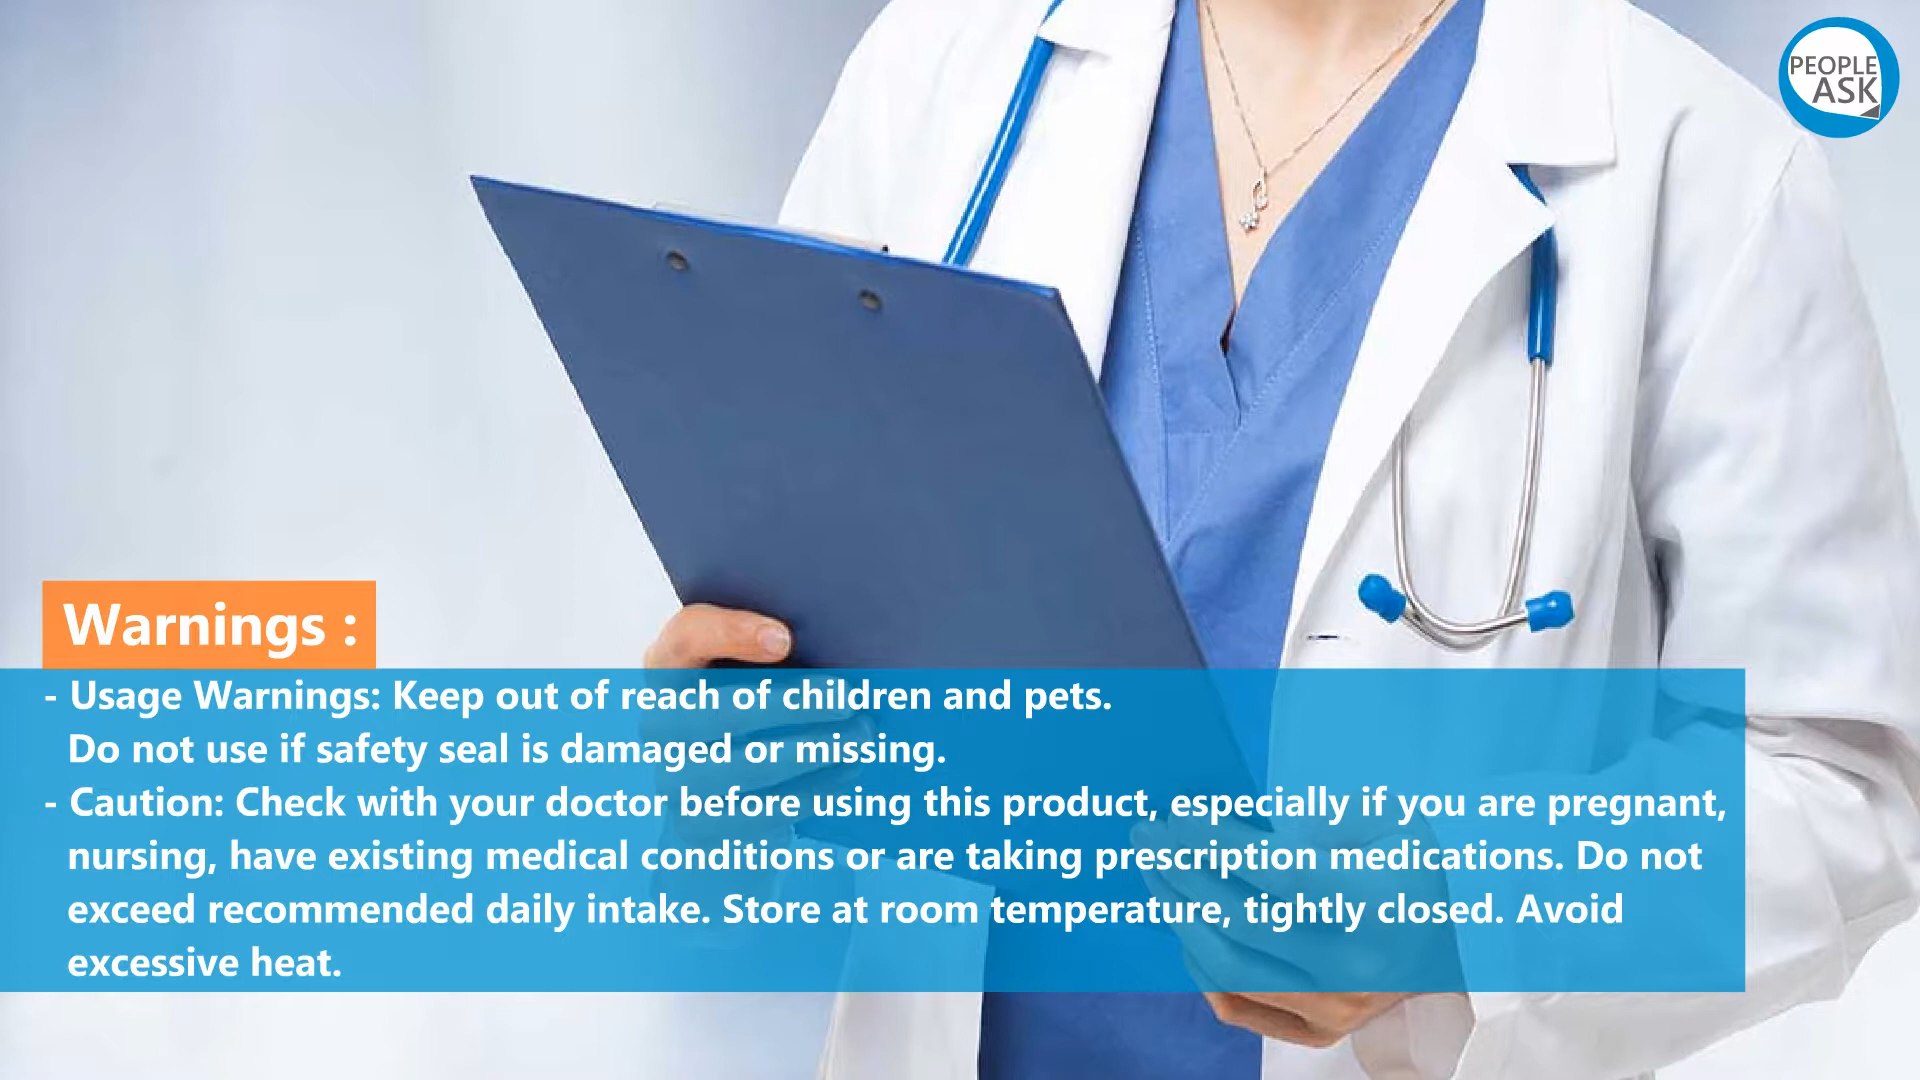 PEOPLE
ASK
Warnings :
- Usage Warnings: Keep out of reach of children and pets.
Do not use if safety seal is damaged or missing.
- Caution: Check with your doctor before using this product, especially if you are pregnant,
nursing, have existing medical conditions or are taking prescription medications. Do not
exceed recommended daily intake. Store at room temperature, tightly closed. Avoid
excessive heat.